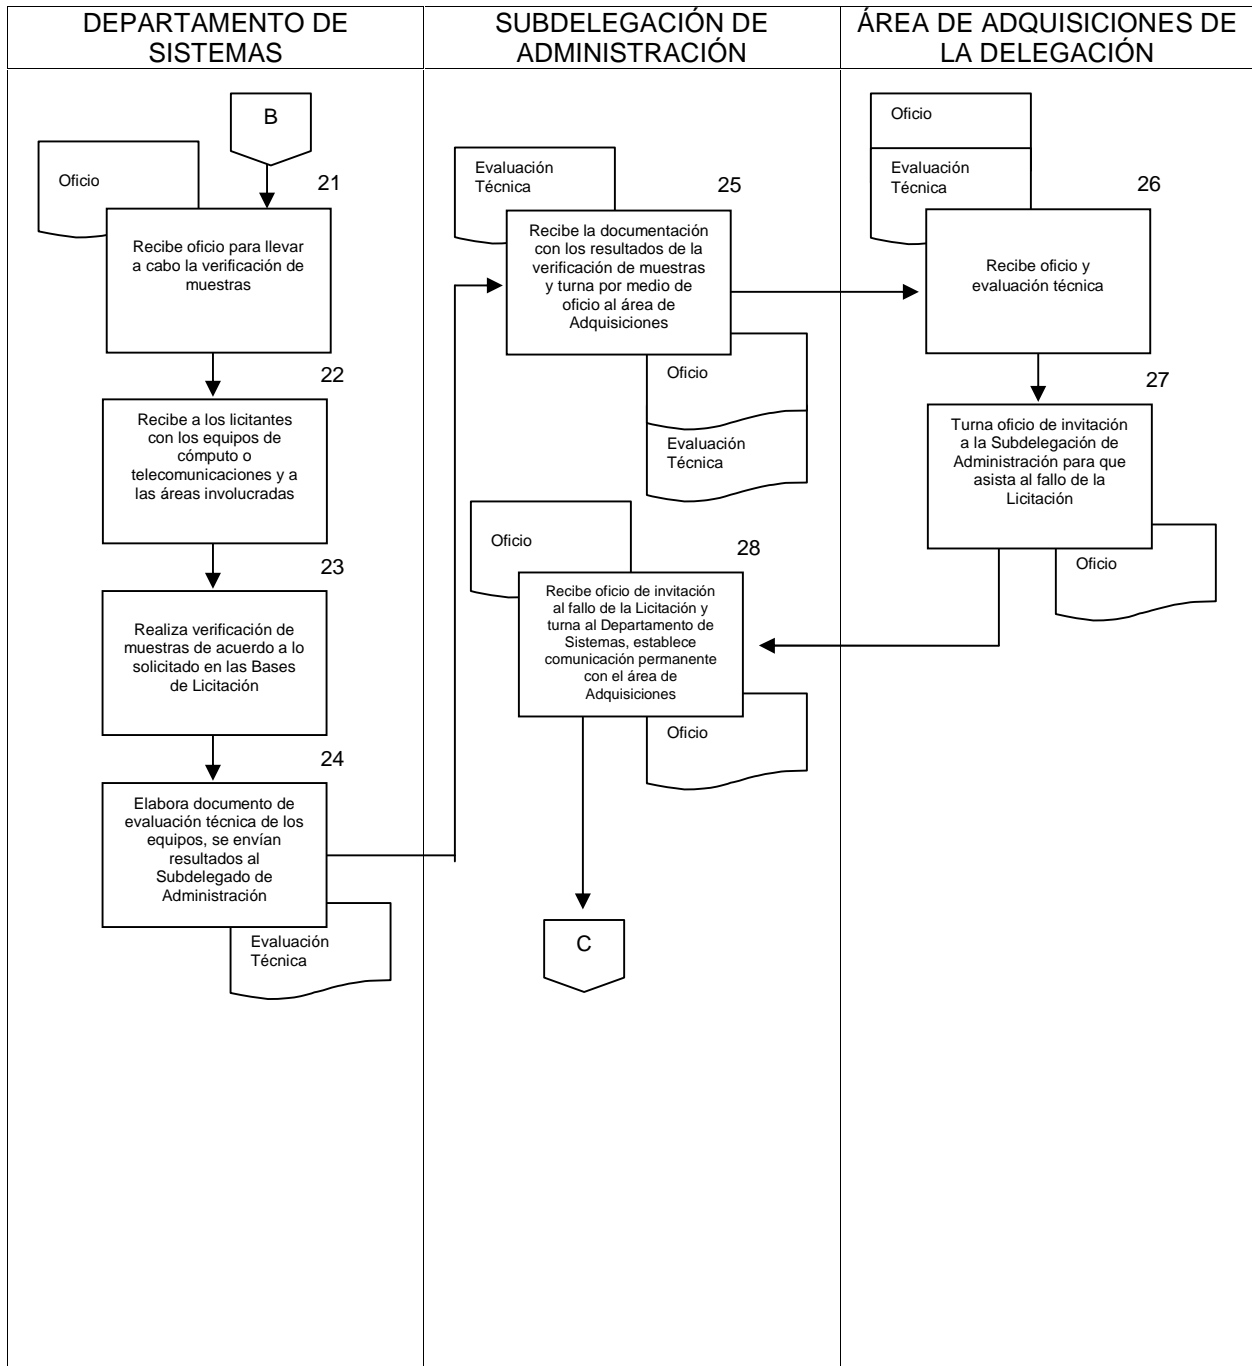 DEPARTAMENTO DE
SISTEMAS
SUBDELEGACIÓN DE
ADMINISTRACIÓN
ÁREA DE ADQUISICIONES DE
LA DELEGACIÓN
B
Oficio
21
Recibe oficio para llevar
a cabo la verificación de
muestras
22
Recibe a los licitantes
con los equipos de
cómputo o
telecomunicaciones y a
las áreas involucradas
23
Realiza verificación de
muestras de acuerdo a lo
solicitado en las Bases
de Licitación
24
Elabora documento de
evaluación técnica de los
equipos, se envían
resultados al
Subdelegado de
Administración
Evaluación
Técnica
Evaluación
Técnica
25
Recibe la documentación
con los resultados de la
verificación de muestras
y turna por medio de
oficio al área de
Adquisiciones
Oficio
Evaluación
Técnica
Oficio
Evaluación
Técnica
26
Recibe oficio y
evaluación técnica
27
Turna oficio de invitación
a la Subdelegación de
Administración para que
asista al fallo de la
Licitación
Oficio
Oficio
28
Recibe oficio de invitación
al fallo de la Licitación y
turna al Departamento de
Sistemas, establece
comunicación permanente
con el área de
Adquisiciones
Oficio
C